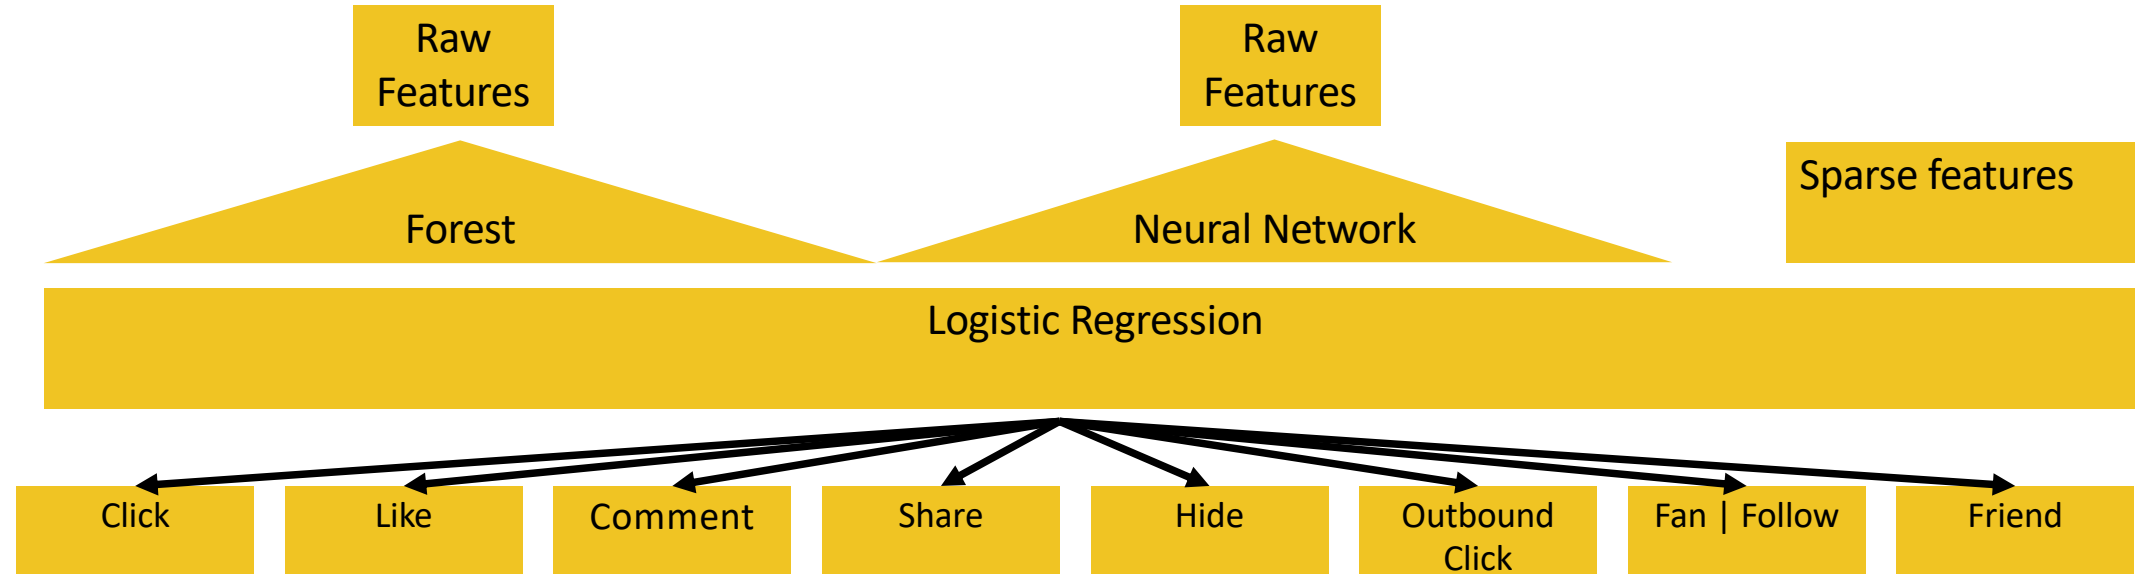 Raw
Features
Raw
Features
Sparse features
Forest
Neural Network
Logistic Regression
Click
Like
Comment
Share
Hide
Outbound
Click
Fan | Follow
Friend